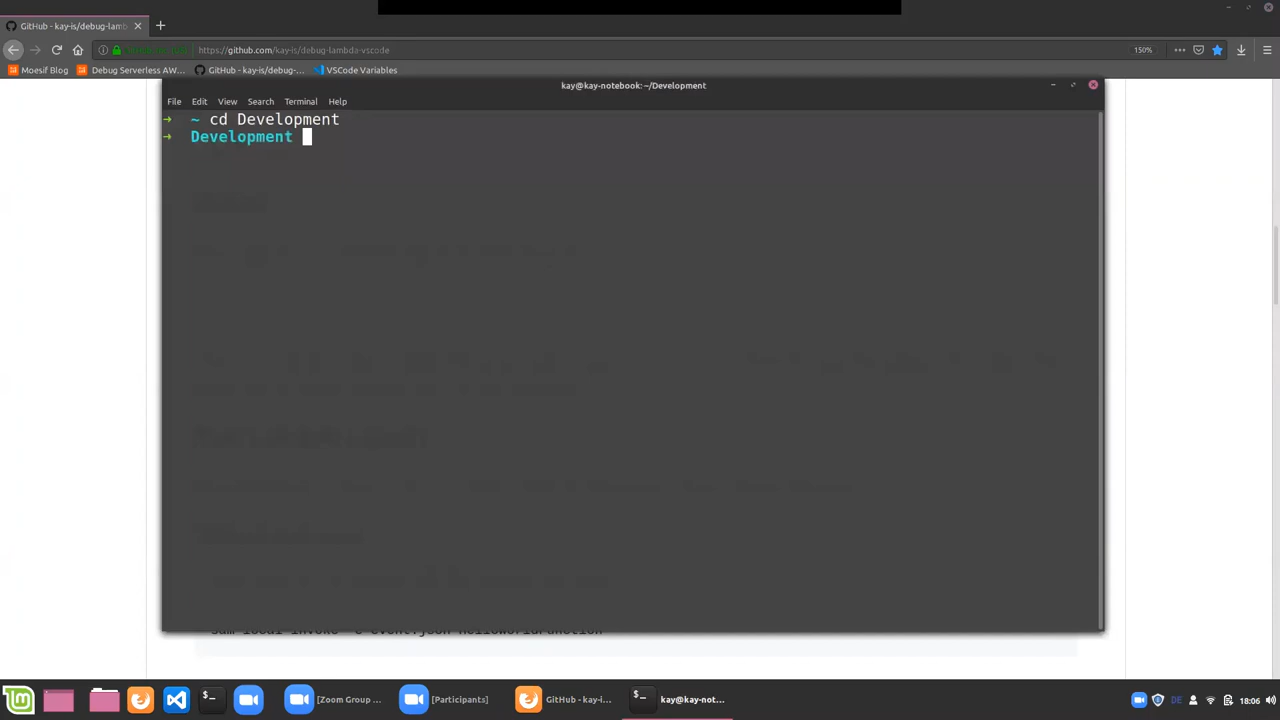 GitHub - kay-is/debug-lamb
https://github.com/kay-is/debug-lambda-vscode
150%
Moesif Blog
Debug Serverless AW...
GitHub - kay-is/debug-...
VSCode Variables
kay@kay-notebook: ~/Development
File Edit View Search Terminal Help
→ ~ cd Development
→ Development
sam local invoke -e event.json HelloWorldFunction
[Zoom Group ...
[Participants]
GitHub - kay-i...
kay@kay-not...
DE
18:06